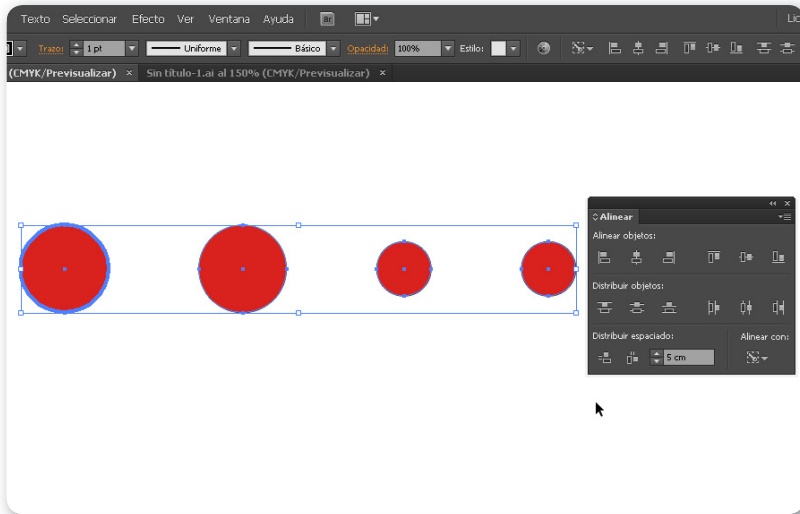 Texto Seleccionar Efecto Ver Ventana Ayuda Br
Trazo: 1 pt Uniforme Básico Opacidad: 100% Estilo:
(CMYK/Previsualizar) × Sin título-1.ai al 150% (CMYK/Previsualizar) ×
Alinear
Alinear objetos:
Distribuir objetos:
Distribuir espaciado: Alinear con:
5 cm